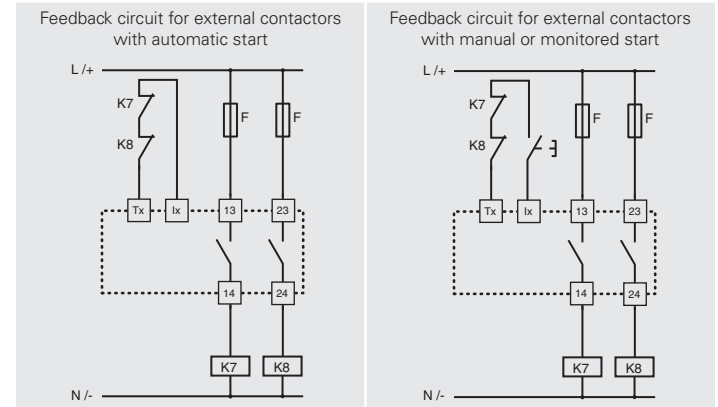 Feedback circuit for external contactors
with automatic start
L /+
K7
F
F
K8
Tx
Ix
13
23
14
24
K7
K8
N /-
Feedback circuit for external contactors
with manual or monitored start
L /+
K7
F
F
K8
Tx
Ix
13
23
14
24
K7
K8
N /-